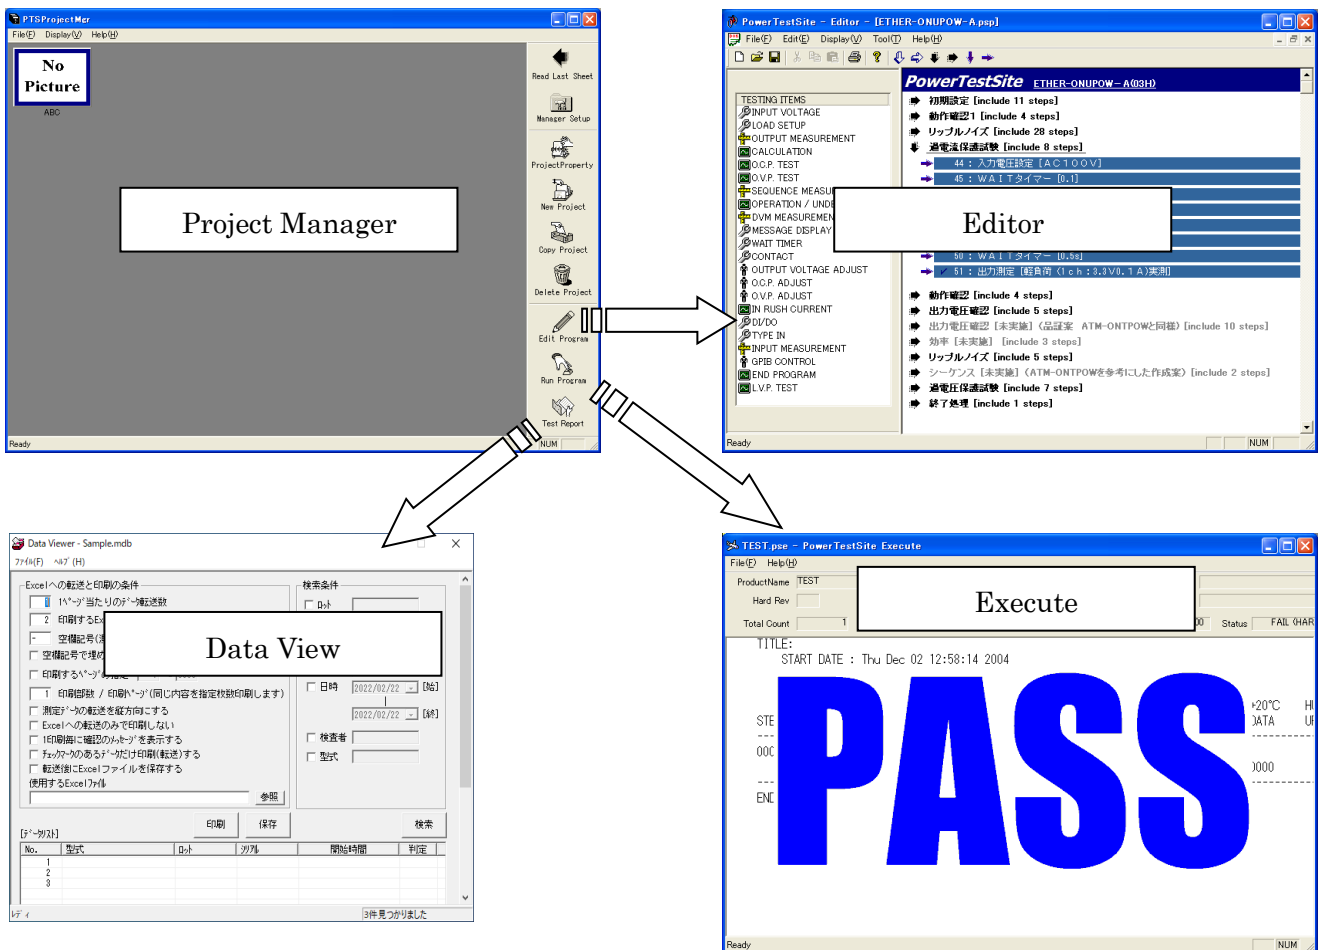 PTSProjectMgr
File(F) Display(V) Help(H)
No
Picture
ABC
Read Last Sheet
Manager Setup
ProjectProperty
New Project
Copy Project
Delete Project
Edit Program
Run Program
Test Report
Project Manager
Ready
NUM
PowerTestSite - Editor - [ETHER-ONUPOW-A.psp]
File(F) Edit(E) Display(V) Tool(T) Help(H)
TESTING ITEMS
INPUT VOLTAGE
LOAD SETUP
OUTPUT MEASUREMENT
CALCULATION
O.C.P. TEST
O.V.P. TEST
SEQUENCE MEASU
OPERATION / UNDE
DVM MEASUREMEN
MESSAGE DISPLAY
WAIT TIMER
CONTACT
OUTPUT VOLTAGE ADJUST
O.C.P. ADJUST
O.V.P. ADJUST
IN RUSH CURRENT
DI/DO
TYPE IN
INPUT MEASUREMENT
GPIB CONTROL
END PROGRAM
L.V.P. TEST
PowerTestSite ETHER-ONUPOW-A(03H)
初期設定 [include 11 steps]
動作確認1 [include 4 steps]
リップルノイズ [include 28 steps]
過電流保護試験 [include 8 steps]
44 : 入力電圧設定 [AC100V]
45 : WAITタイマー [0.1]
50 : WAITタイマー [0.5s]
51 : 出力測定 [軽負荷 (1ch:3.3V0.1A)実測]
動作確認 [include 4 steps]
出力電圧確認 [include 5 steps]
出力電圧確認 [未実施] (品証案 ATM-ONTPOWと同様) [include 10 steps]
効率 [未実施] [include 3 steps]
リップルノイズ [include 5 steps]
シーケンス [未実施] (ATM-ONTPOWを参考にした作成案) [include 2 steps]
過電圧保護試験 [include 7 steps]
終了処理 [include 1 steps]
Editor
Ready
NUM
Data Viewer - Sample.mdb
ファイル(F) ヘルプ(H)
Excelへの転送と印刷の条件
1ページ当たりのデータ転送数
2 印刷するEx
- 空欄記号(
空欄記号で埋め
印刷するページの指定
1 印刷部数 / 印刷ページ(同じ内容を指定枚数印刷します)
測定データの転送を縦方向にする
Excelへの転送のみで印刷しない
1印刷毎に確認のメッセージを表示する
チェックマークのあるデータだけ印刷(転送)する
転送後にExcelファイルを保存する
使用するExcelファイル
参照
検索条件
ロット
日時 2022/02/22 [始]
2022/02/22 [終]
検査者
型式
Data View
印刷 保存 検索
[データリスト]
No. 型式 ロット シリアル 開始時間 判定
1
2
3
レディ
3件見つかりました
TEST.pse - PowerTestSite Execute
File(F) Help(H)
ProductName TEST
Hard Rev
Total Count 1
Status FAIL (HAR
Execute
TITLE:
START DATE : Thu Dec 02 12:58:14 2004
+20℃
STE
DATA
000
0000
END
PASS
Ready
NUM